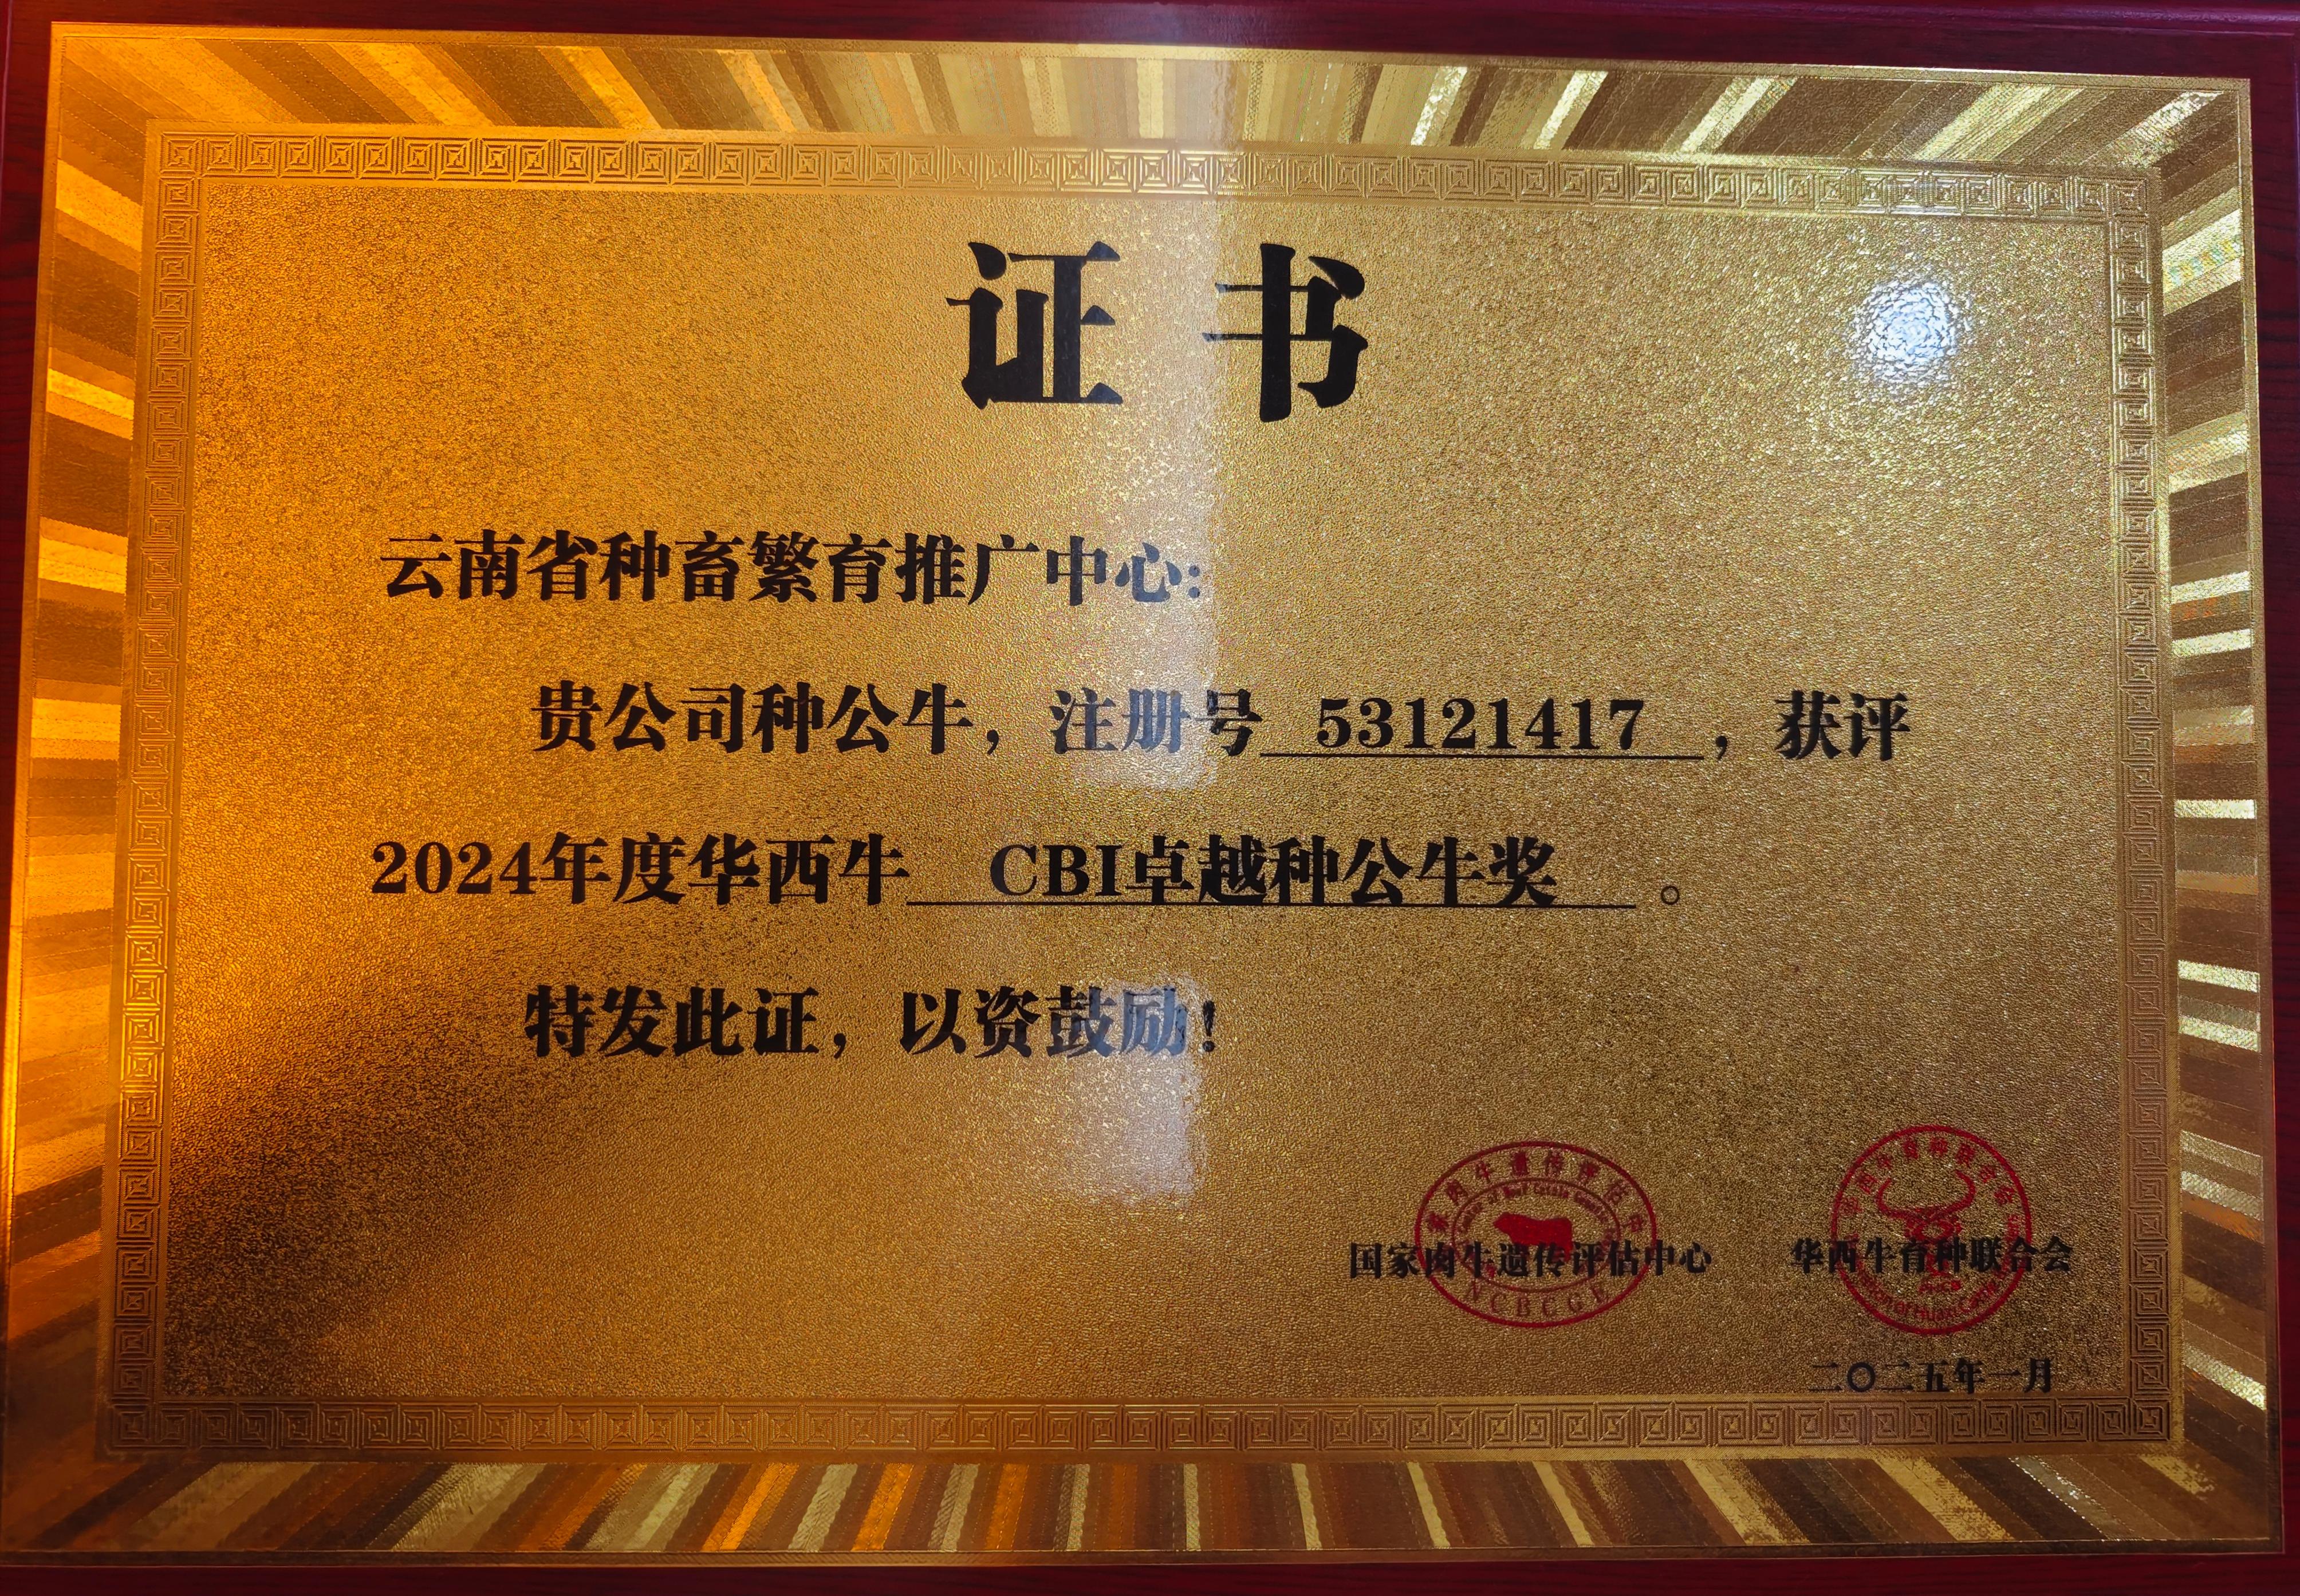 证书
云南省种畜繁育推广中心：
贵公司种公牛，注册号 53121417 ，获评
2024年度华西牛 CBI卓越种公牛奖 。
特发此证，以资鼓励！
国家肉牛遗传评估中心 华西牛育种联合会
NCBCGE
二〇二五年一月